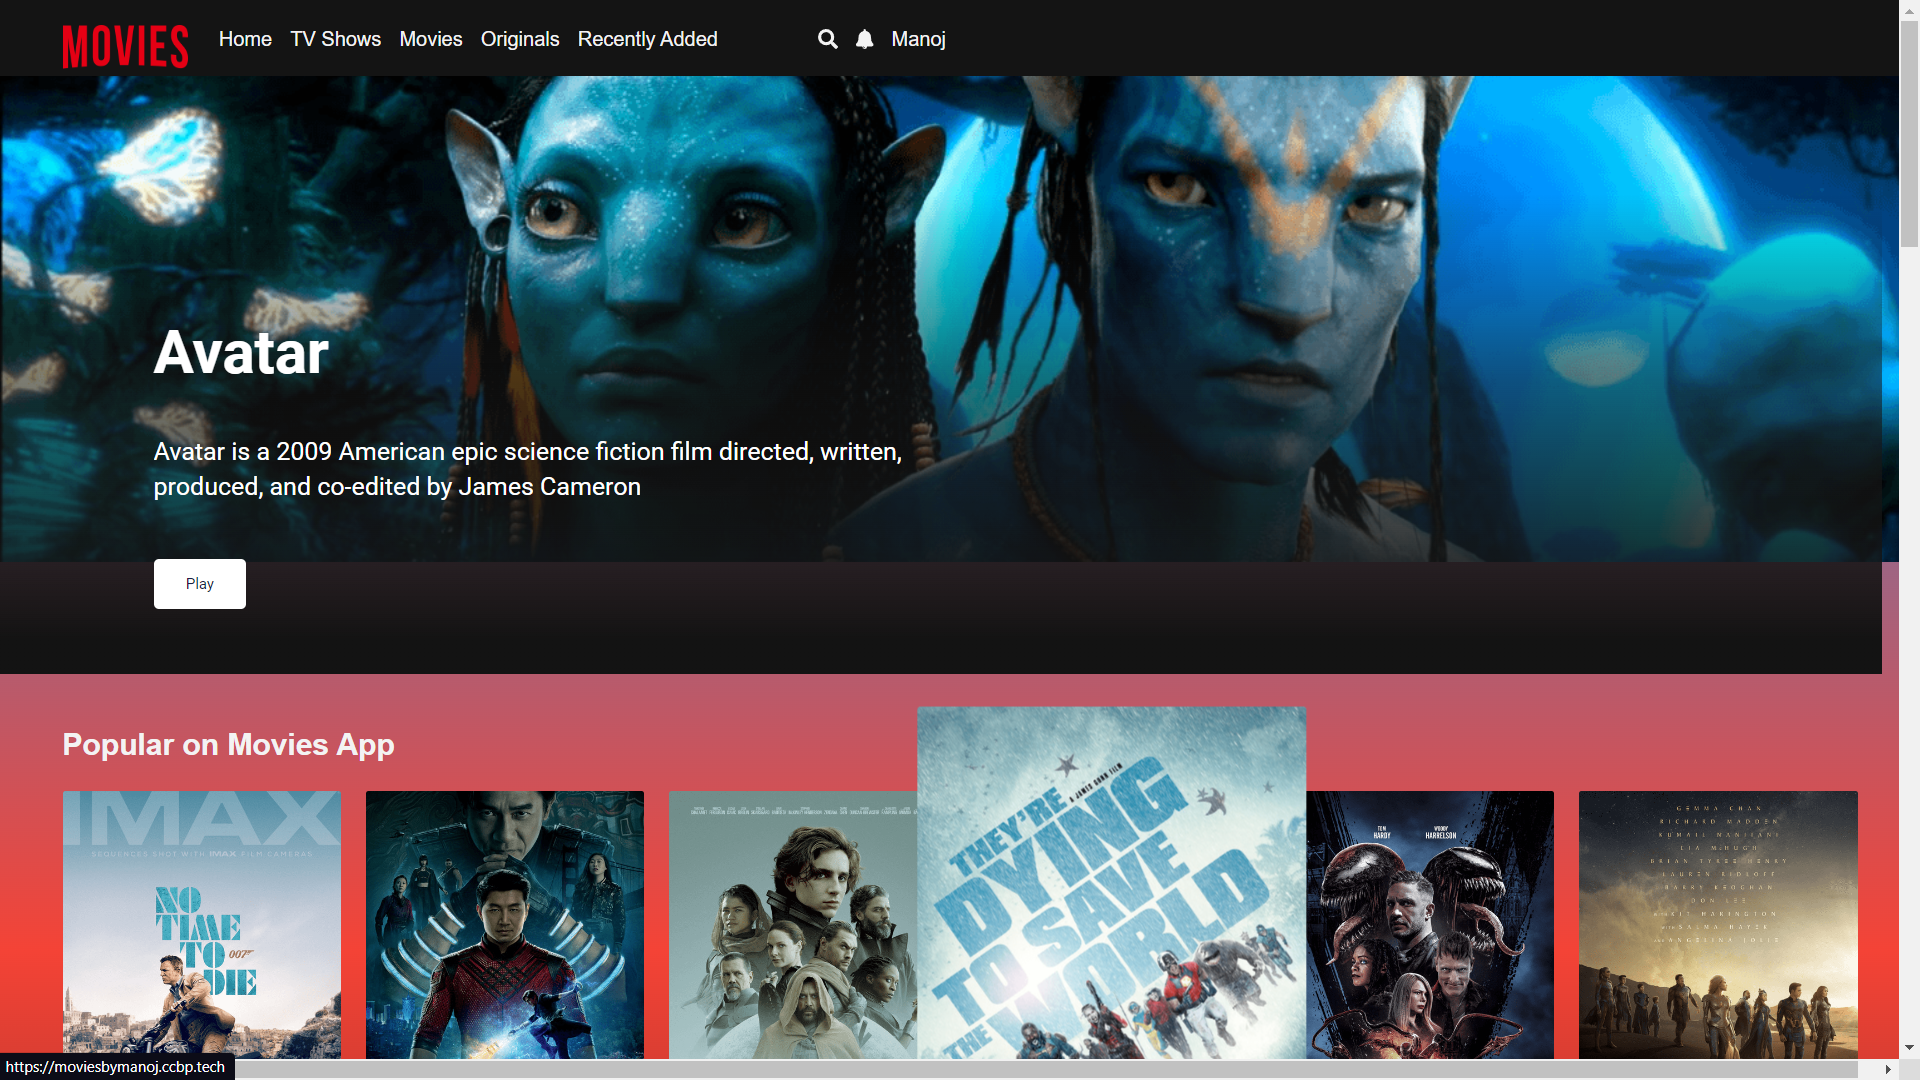 MOVIES
Home TV Shows Movies Originals Recently Added Manoj
Avatar
Avatar is a 2009 American epic science fiction film directed, written,
produced, and co-edited by James Cameron
Play
Popular on Movies App
IMAX
SEQUENCES SHOT WITH IMAX FILM CAMERAS
NO
TIME
TO 007
DIE
A JAMES GUNN FILM
THEY'RE
DYING
TO SAVE
THE WORLD
TOM
HARDY
WOODY
HARRELSON
GEMMA CHAN
RICHARD MADDEN
KUMAIL NANJIANI
LIA McHUGH
BRIAN TYREE HENRY
LAUREN RIDLOFF
BARRY KEOGHAN
DON LEE
WITH KIT HARINGTON
WITH SALMA HAYEK
AND ANGELINA JOLIE
https://moviesbymanoj.ccbp.tech